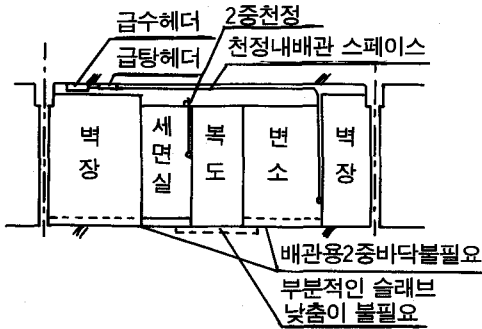 급수헤더
2중천정
급탕헤더
천정내배관 스페이스
벽장
세면실
복도
변소
벽장
배관용2중바닥불필요
부분적인 슬래브
낮춤이 불필요